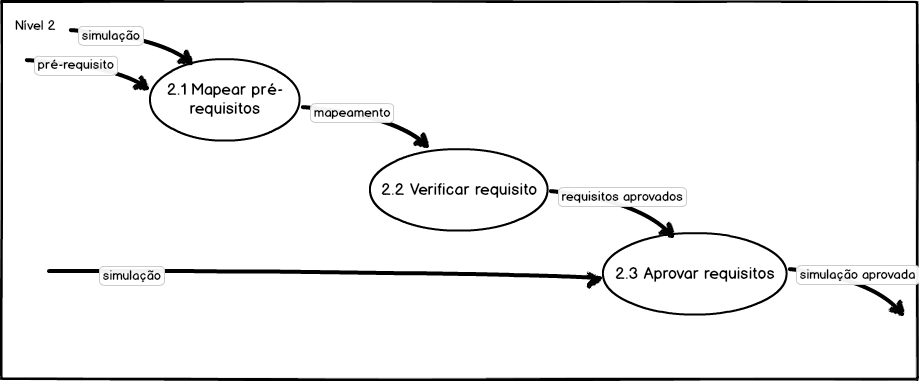 Nível 2
simulação
pré-requisito
2.1 Mapear pré-
requisitos
mapeamento
2.2 Verificar requisito
requisitos aprovados
simulação
2.3 Aprovar requisitos
simulação aprovada